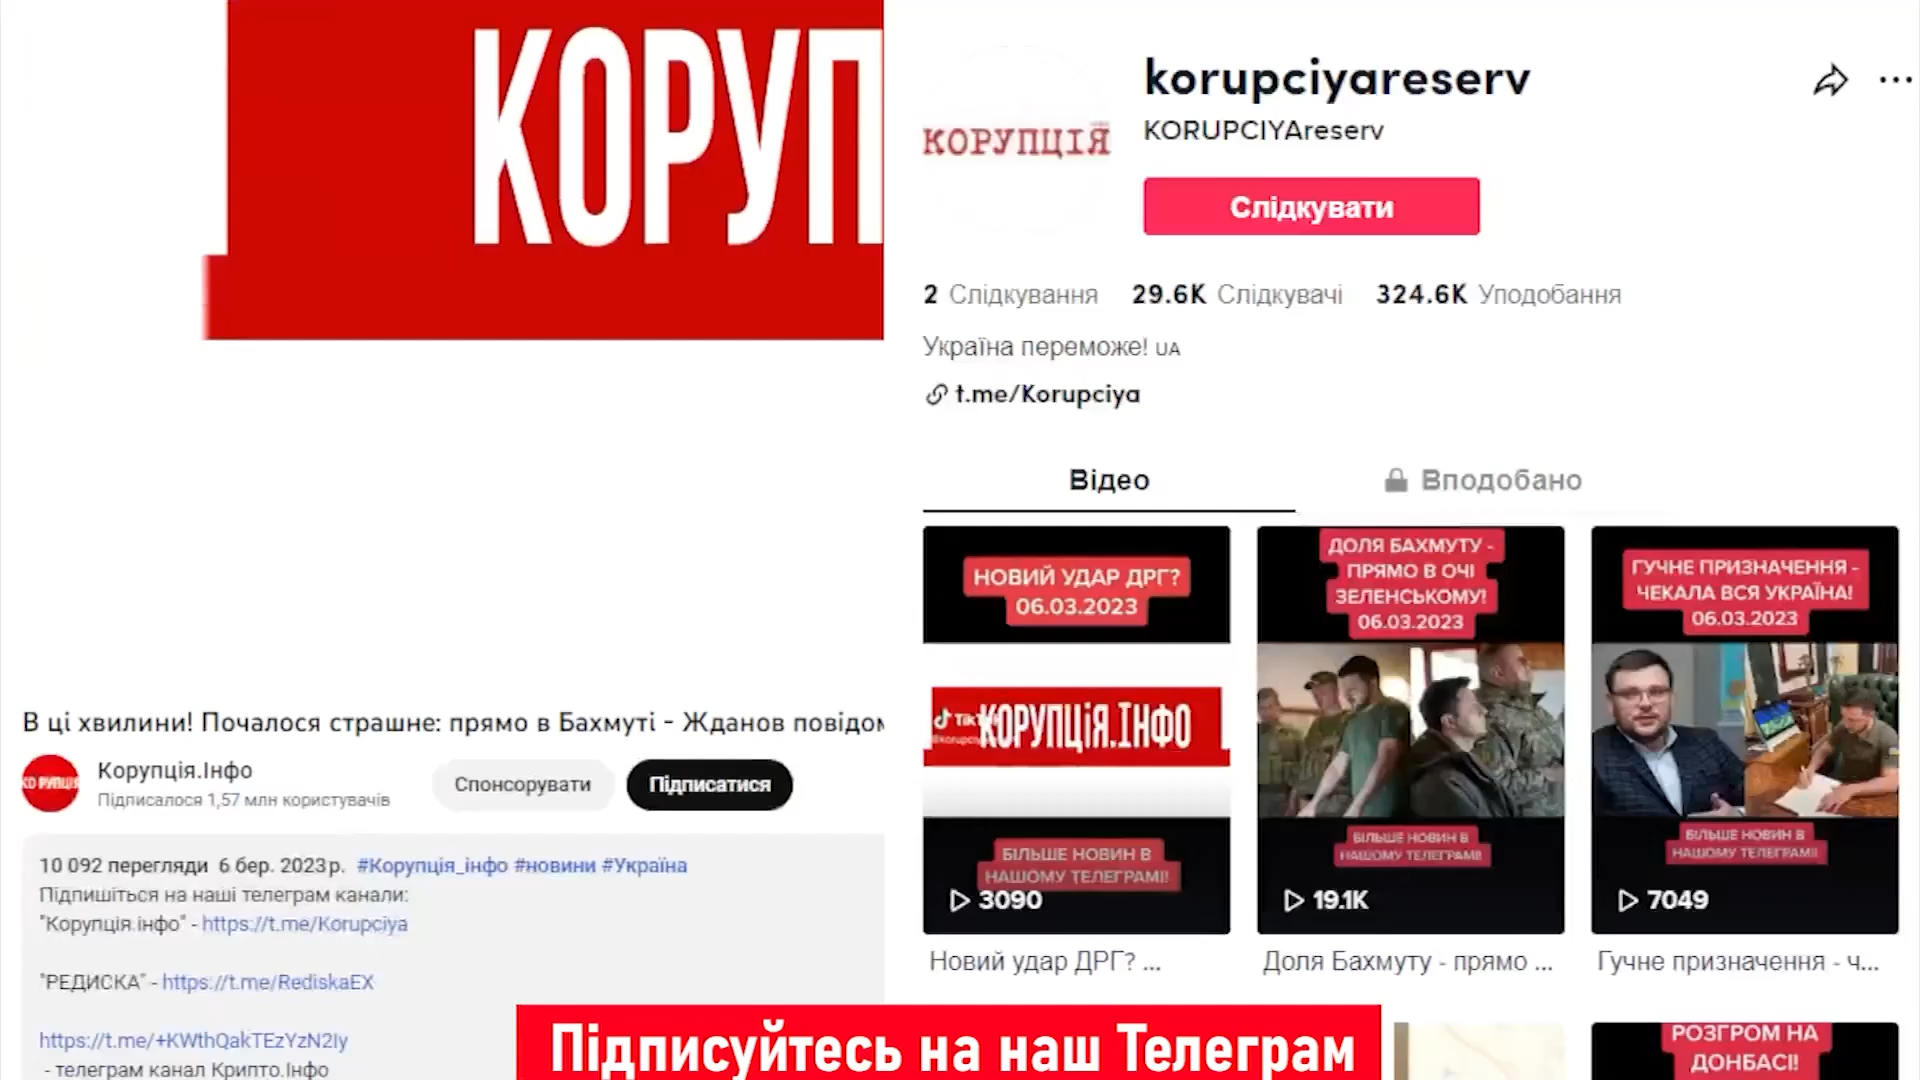 КОРУП
В ці хвилини! Почалося страшне: прямо в Бахмуті - Жданов повідом
КОРУПЦІЯ
Корупція.Інфо
Підписалося 1,57 млн користувачів
Спонсорувати
Підписатися
10 092 перегляди 6 бер. 2023 р. #Корупція_інфо #новини #Україна
Підпишіться на наші телеграм канали:
"Корупція.інфо" - https://t.me/Korupciya
"РЕДИСКА" - https://t.me/RediskaEX
https://t.me/+KWthQakTEzYzN2Iy
- телеграм канал Крипто.Інфо
КОРУПЦІЯ
korupciyareserv
KORUPCIYAreserv
Слідкувати
2 Слідкування 29.6K Слідкувачі 324.6K Уподобання
Україна переможе! UA
t.me/Korupciya
Відео
Вподобано
НОВИЙ УДАР ДРГ?
06.03.2023
TikTok
КОРУПЦіЯ.ІНФО
БІЛЬШЕ НОВИН В
НАШОМУ ТЕЛЕГРАМІ!
3090
Новий удар ДРГ? ...
ДОЛЯ БАХМУТУ -
ПРЯМО В ОЧІ
ЗЕЛЕНСЬКОМУ!
06.03.2023
БІЛЬШЕ НОВИН В
НАШОМУ ТЕЛЕГРАМІ!
19.1K
Доля Бахмуту - прямо ...
ГУЧНЕ ПРИЗНАЧЕННЯ -
ЧЕКАЛА ВСЯ УКРАЇНА!
06.03.2023
БІЛЬШЕ НОВИН В
НАШОМУ ТЕЛЕГРАМІ!
7049
Гучне призначення - ч...
РОЗГРОМ НА
ДОНБАСІ!
Підписуйтесь на наш Телеграм